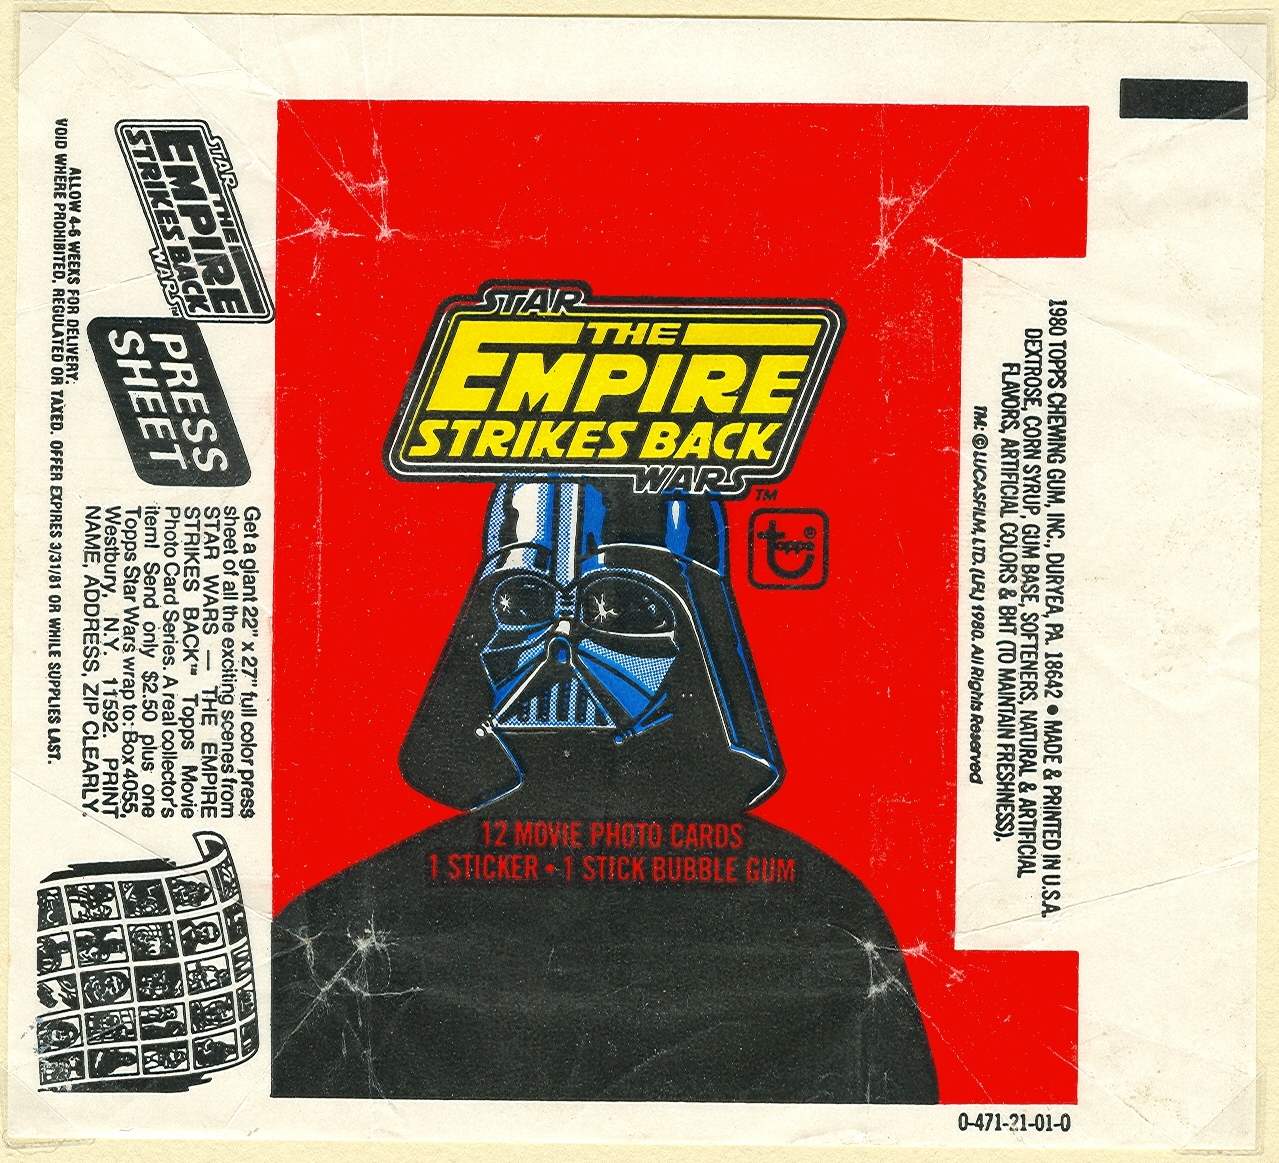 STAR
THE
EMPIRE
STRIKES BACK
WARS™
topps®
12 MOVIE PHOTO CARDS
1 STICKER • 1 STICK BUBBLE GUM
STAR
THE
EMPIRE
STRIKES BACK
WARS™
PRESS
SHEET
Get a giant 22" x 27" full color press
sheet of all the exciting scenes from
STAR WARS — THE EMPIRE
STRIKES BACK™ Topps Movie
Photo Card Series. A real collector's
item! Send only $2.50 plus one
Topps Star Wars wrap to: Box 4055,
Westbury, N.Y. 11592. PRINT
NAME, ADDRESS, ZIP CLEARLY.
ALLOW 4-6 WEEKS FOR DELIVERY.
VOID WHERE PROHIBITED, REGULATED OR TAXED. OFFER EXPIRES 3/31/81 OR WHILE SUPPLIES LAST.
1980 TOPPS CHEWING GUM, INC., DURYEA, PA. 18642 • MADE & PRINTED IN U.S.A.
DEXTROSE, CORN SYRUP, GUM BASE, SOFTENERS, NATURAL & ARTIFICIAL
FLAVORS, ARTIFICIAL COLORS & BHT (TO MAINTAIN FRESHNESS).
TM: © LUCASFILM, LTD. (LFL) 1980. All Rights Reserved
0-471-21-01-0